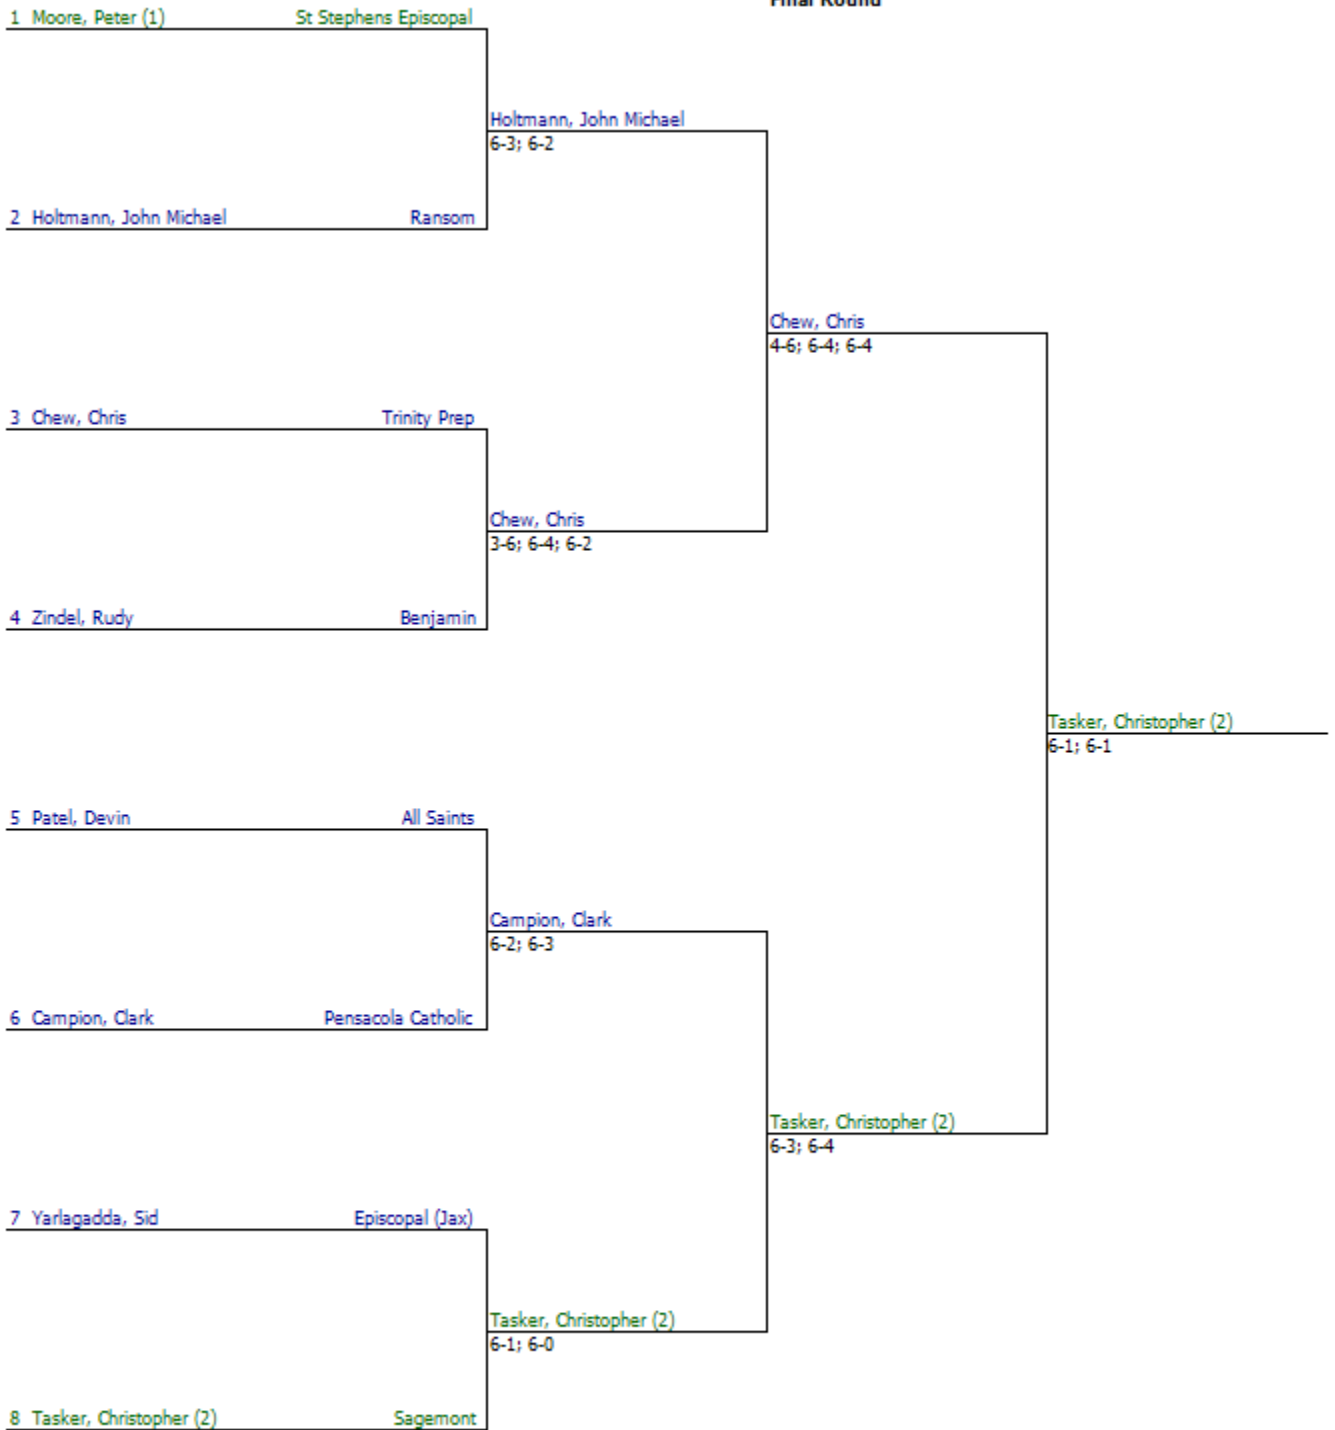 Final Round
1 Moore, Peter (1) St Stephens Episcopal
Holtmann, John Michael
6-3; 6-2
2 Holtmann, John Michael Ransom
Chew, Chris
4-6; 6-4; 6-4
3 Chew, Chris Trinity Prep
Chew, Chris
3-6; 6-4; 6-2
4 Zindel, Rudy Benjamin
Tasker, Christopher (2)
6-1; 6-1
5 Patel, Devin All Saints
Campion, Clark
6-2; 6-3
6 Campion, Clark Pensacola Catholic
Tasker, Christopher (2)
6-3; 6-4
7 Yarlagadda, Sid Episcopal (Jax)
Tasker, Christopher (2)
6-1; 6-0
8 Tasker, Christopher (2) Sagemont